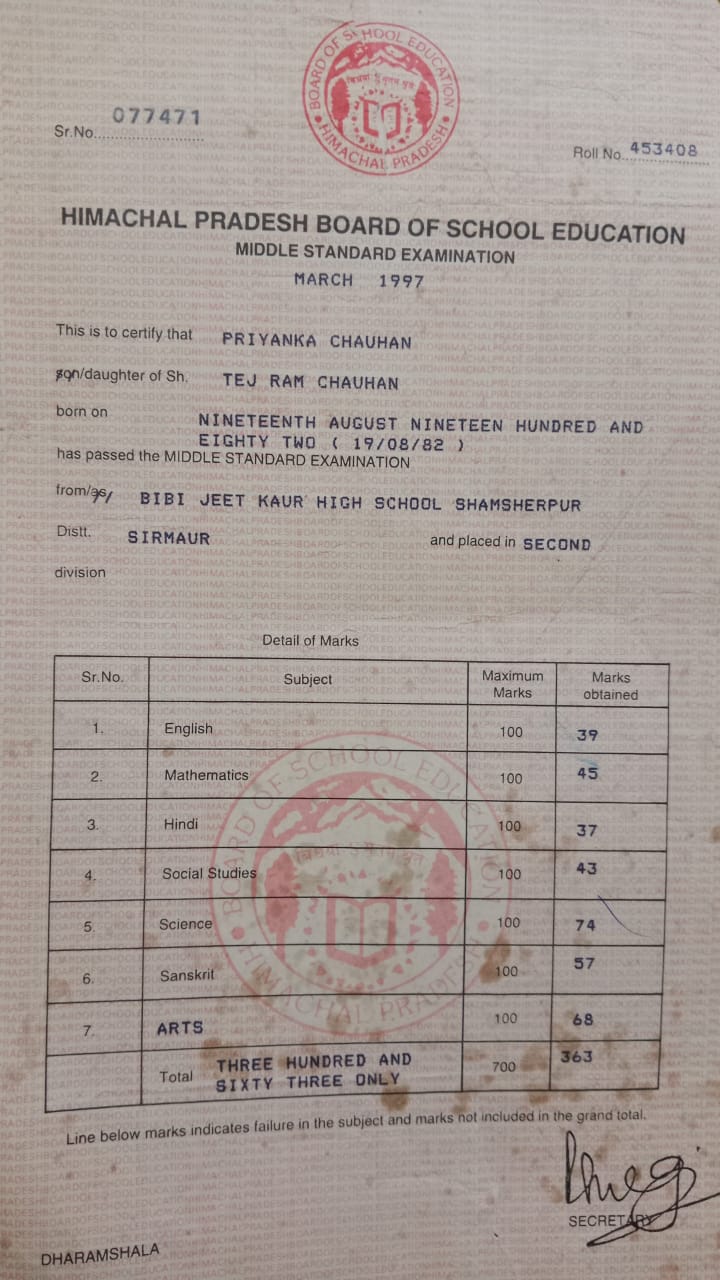 BOARD OF SCHOOL EDUCATION
HIMACHAL PRADESH
Sr.No. 077471
Roll No. 453408
HIMACHAL PRADESH BOARD OF SCHOOL EDUCATION
MIDDLE STANDARD EXAMINATION
MARCH 1997
This is to certify that PRIYANKA CHAUHAN
son/daughter of Sh. TEJ RAM CHAUHAN
born on NINETEENTH AUGUST NINETEEN HUNDRED AND
EIGHTY TWO ( 19/08/82 )
has passed the MIDDLE STANDARD EXAMINATION
from/as BIBI JEET KAUR HIGH SCHOOL SHAMSHERPUR
Distt. SIRMAUR and placed in SECOND
division
Detail of Marks
Sr.No. Subject Maximum Marks Marks obtained
1. English 100 39
2. Mathematics 100 45
3. Hindi 100 37
4. Social Studies 100 43
5. Science 100 74
6. Sanskrit 100 57
7. ARTS 100 68
Total THREE HUNDRED AND SIXTY THREE ONLY 700 363
Line below marks indicates failure in the subject and marks not included in the grand total.
SECRETARY
DHARAMSHALA